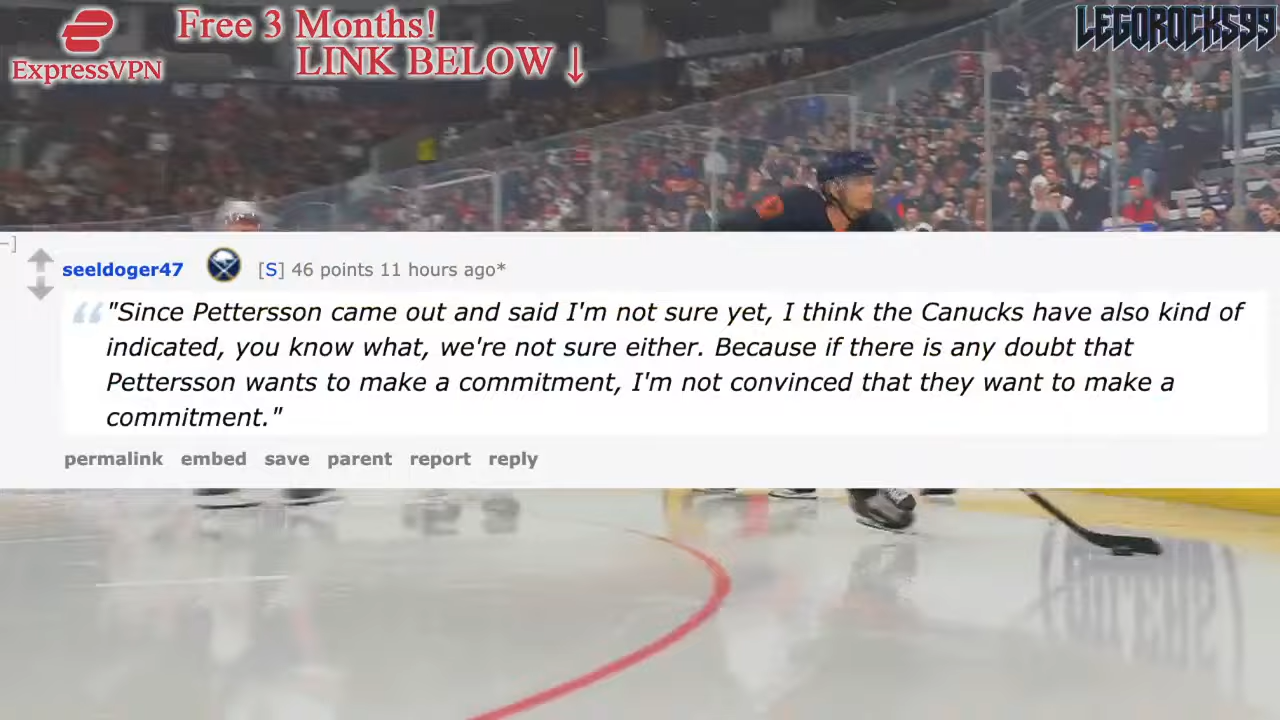 Free 3 Months!
LEGOROCKS99
ExpressVPN
LINK BELOW ↓
–]
seeldoger47 [S] 46 points 11 hours ago*
"Since Pettersson came out and said I'm not sure yet, I think the Canucks have also kind of
indicated, you know what, we're not sure either. Because if there is any doubt that
Pettersson wants to make a commitment, I'm not convinced that they want to make a
commitment."
permalink embed save parent report reply